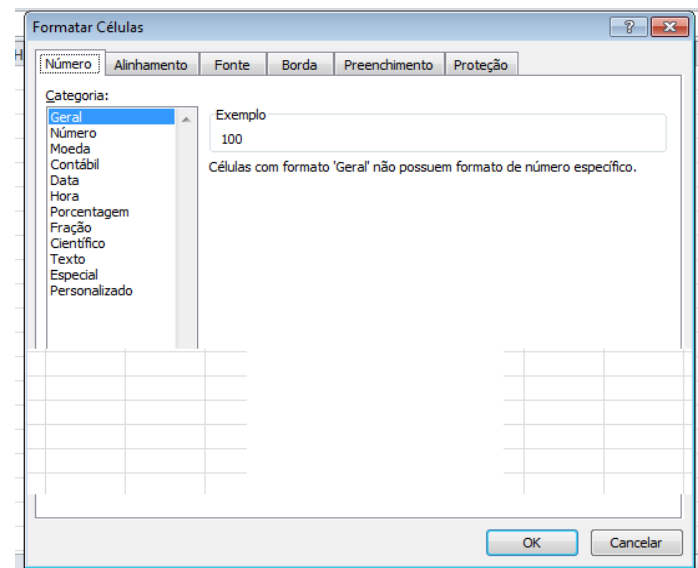 Formatar Células
H
Número Alinhamento Fonte Borda Preenchimento Proteção
Categoria:
Geral
Número
Moeda
Contábil
Data
Hora
Porcentagem
Fração
Científico
Texto
Especial
Personalizado
Exemplo
100
Células com formato 'Geral' não possuem formato de número específico.
OK Cancelar